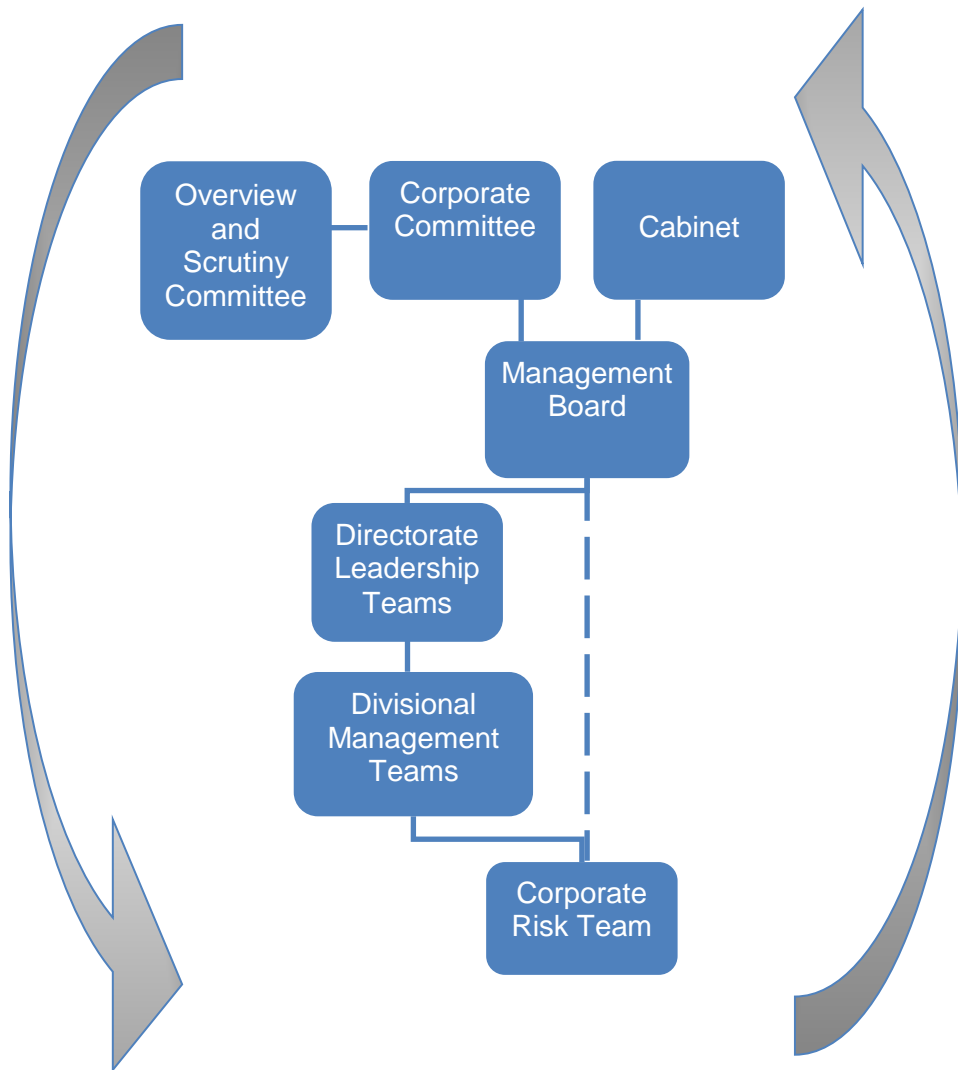 Overview
and
Scrutiny
Committee
Corporate
Committee
Cabinet
Management
Board
Directorate
Leadership
Teams
Divisional
Management
Teams
Corporate
Risk Team